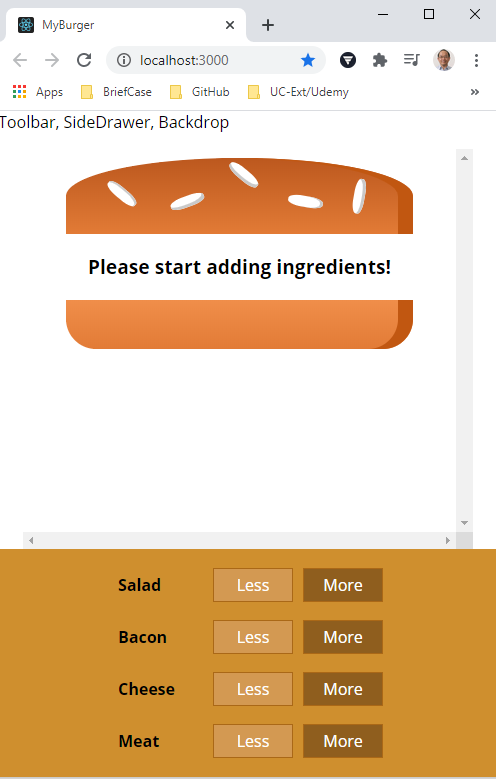 MyBurger
localhost:3000
Apps BriefCase GitHub UC-Ext/Udemy »
Toolbar, SideDrawer, Backdrop
Please start adding ingredients!
Salad Less More
Bacon Less More
Cheese Less More
Meat Less More